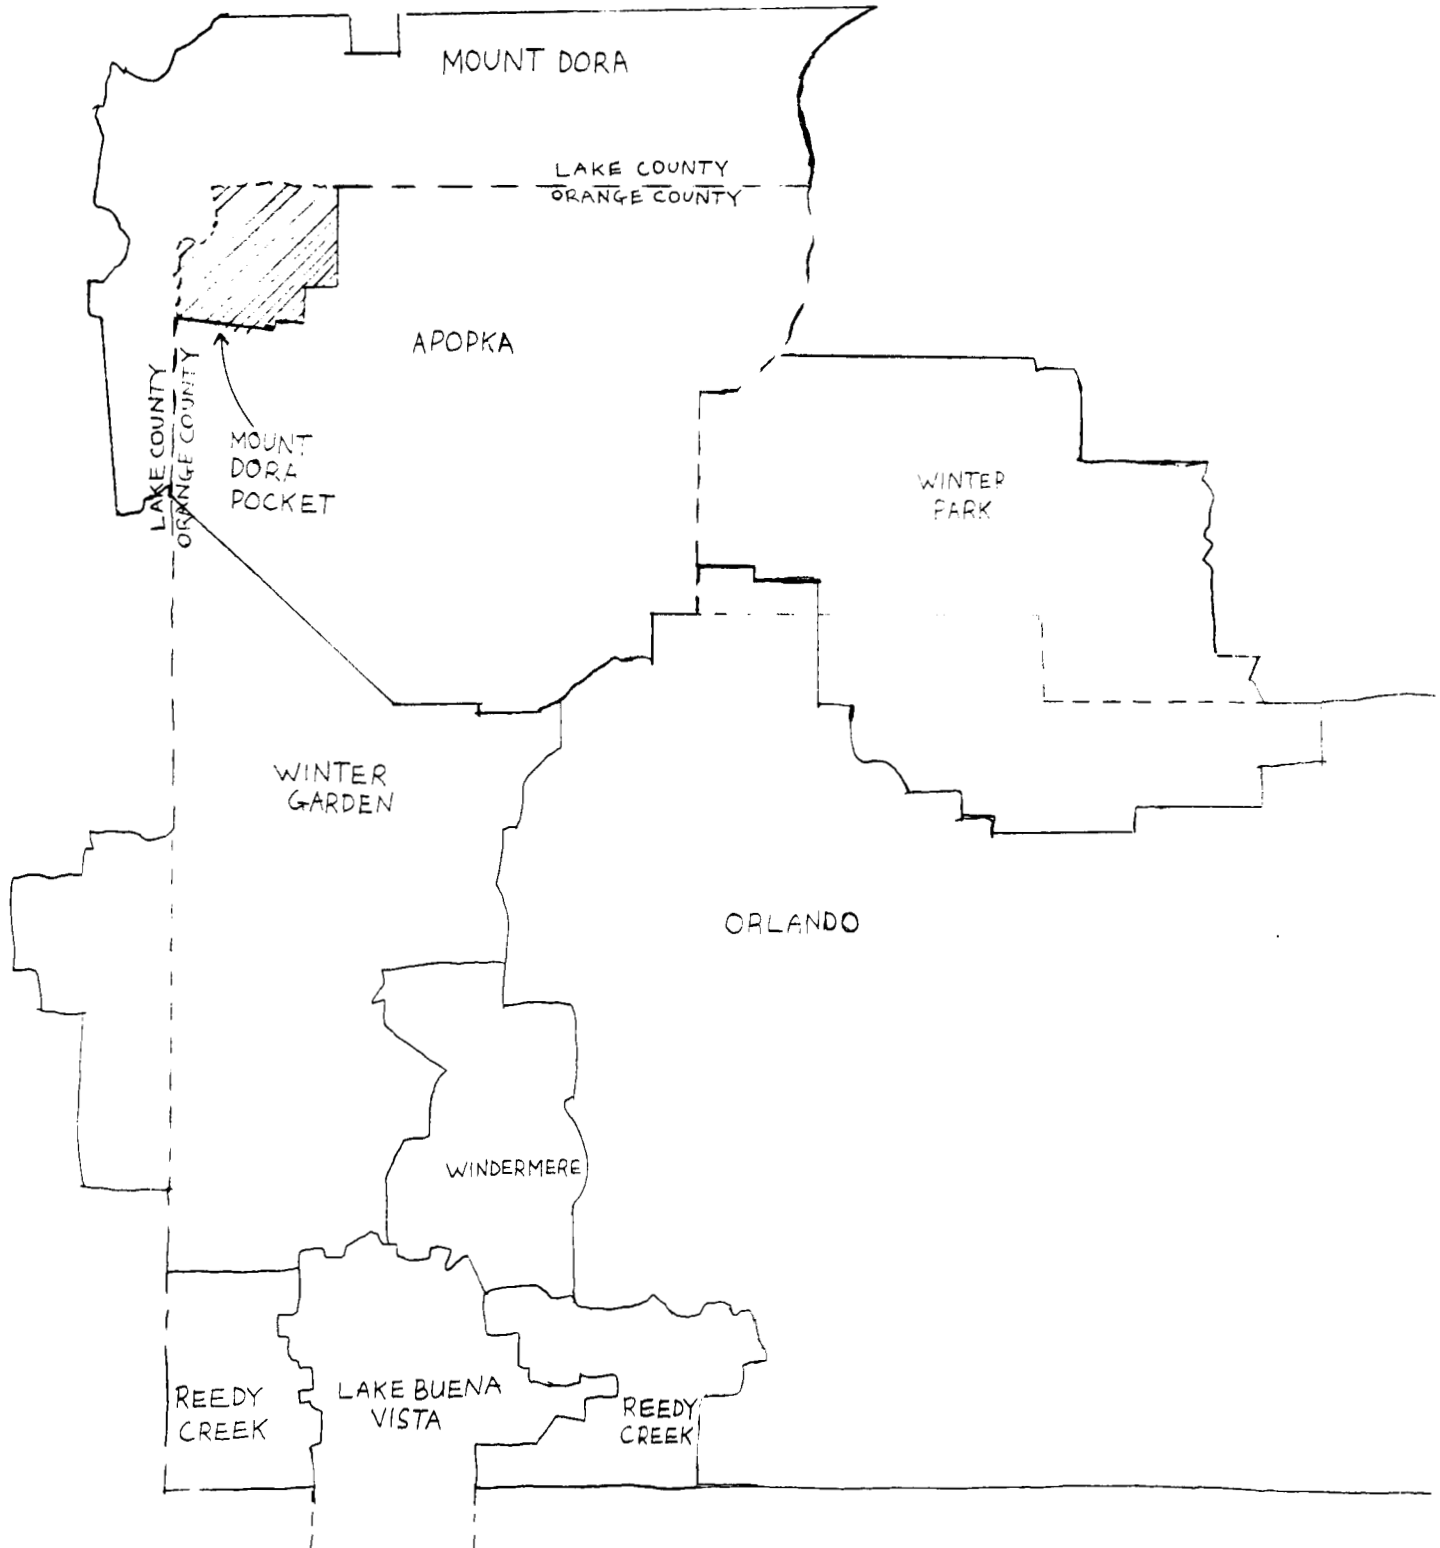 MOUNT DORA
LAKE COUNTY
ORANGE COUNTY
APOPKA
LAKE COUNTY
ORANGE COUNTY
MOUNT
DORA
POCKET
WINTER
PARK
WINTER
GARDEN
ORLANDO
WINDERMERE
REEDY
CREEK
LAKE BUENA
VISTA
REEDY
CREEK